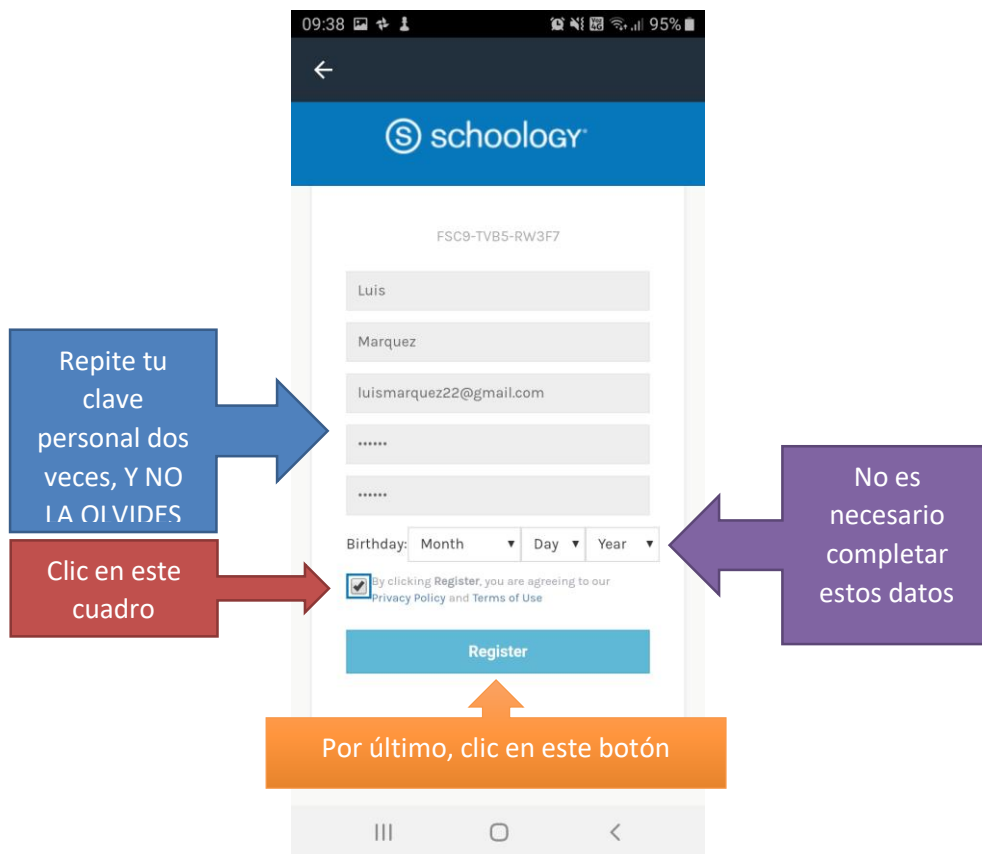 09:38 95%
schoology
FSC9-TVB5-RW3F7
Luis
Marquez
luismarquez22@gmail.com
••••••
••••••
Repite tu
clave
personal dos
veces, Y NO
LA OLVIDES
Birthday: Month Day Year
No es
necesario
completar
estos datos
Clic en este
cuadro
By clicking Register, you are agreeing to our
Privacy Policy and Terms of Use
Register
Por último, clic en este botón